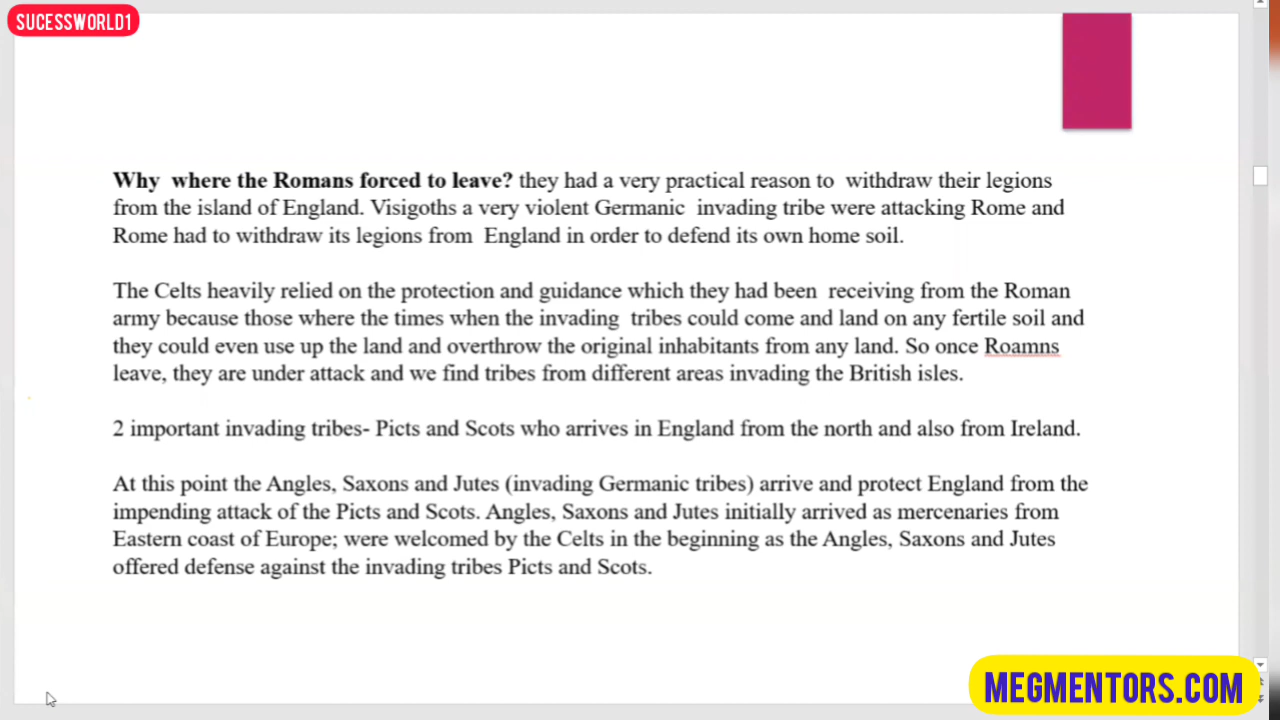 SUCESSWORLD1
Why where the Romans forced to leave? they had a very practical reason to withdraw their legions
from the island of England. Visigoths a very violent Germanic invading tribe were attacking Rome and
Rome had to withdraw its legions from England in order to defend its own home soil.
The Celts heavily relied on the protection and guidance which they had been receiving from the Roman
army because those where the times when the invading tribes could come and land on any fertile soil and
they could even use up the land and overthrow the original inhabitants from any land. So once Roamns
leave, they are under attack and we find tribes from different areas invading the British isles.
2 important invading tribes- Picts and Scots who arrives in England from the north and also from Ireland.
At this point the Angles, Saxons and Jutes (invading Germanic tribes) arrive and protect England from the
impending attack of the Picts and Scots. Angles, Saxons and Jutes initially arrived as mercenaries from
Eastern coast of Europe; were welcomed by the Celts in the beginning as the Angles, Saxons and Jutes
offered defense against the invading tribes Picts and Scots.
MEGMENTORS.COM